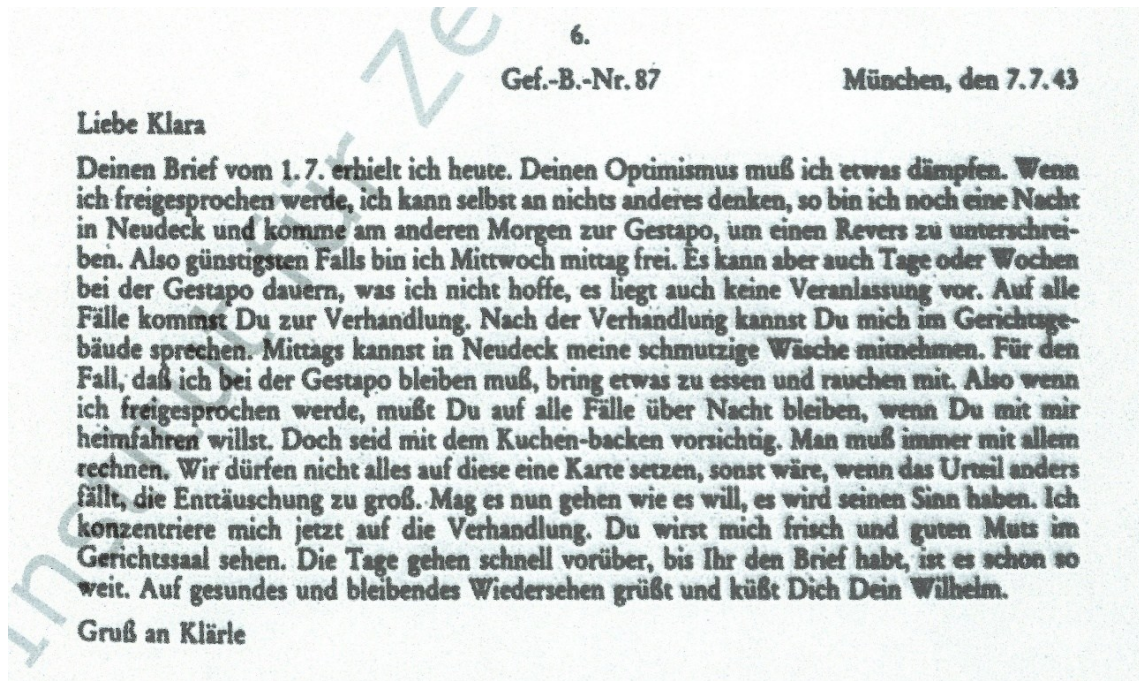 6.
Gef.-B.-Nr. 87 München, den 7.7.43
Liebe Klara
Deinen Brief vom 1.7. erhielt ich heute. Deinen Optimismus muß ich etwas dämpfen. Wenn
ich freigesprochen werde, ich kann selbst an nichts anderes denken, so bin ich noch eine Nacht
in Neudeck und komme am anderen Morgen zur Gestapo, um einen Revers zu unterschrei-
ben. Also günstigsten Falls bin ich Mittwoch mittag frei. Es kann aber auch Tage oder Wochen
bei der Gestapo dauern, was ich nicht hoffe, es liegt auch keine Veranlassung vor. Auf alle
Fälle kommst Du zur Verhandlung. Nach der Verhandlung kannst Du mich im Gerichtsge-
bäude sprechen. Mittags kannst in Neudeck meine schmutzige Wäsche mitnehmen. Für den
Fall, daß ich bei der Gestapo bleiben muß, bring etwas zu essen und rauchen mit. Also wenn
ich freigesprochen werde, mußt Du auf alle Fälle über Nacht bleiben, wenn Du mit mir
heimfahren willst. Doch seid mit dem Kuchen-backen vorsichtig. Man muß immer mit allem
rechnen. Wir dürfen nicht alles auf diese eine Karte setzen, sonst wäre, wenn das Urteil anders
fällt, die Enttäuschung zu groß. Mag es nun gehen wie es will, es wird seinen Sinn haben. Ich
konzentriere mich jetzt auf die Verhandlung. Du wirst mich frisch und guten Muts im
Gerichtssaal sehen. Die Tage gehen schnell vorüber, bis Ihr den Brief habt, ist es schon so
weit. Auf gesundes und bleibendes Wiedersehen grüßt und küßt Dich Dein Wilhelm.
Gruß an Klärle